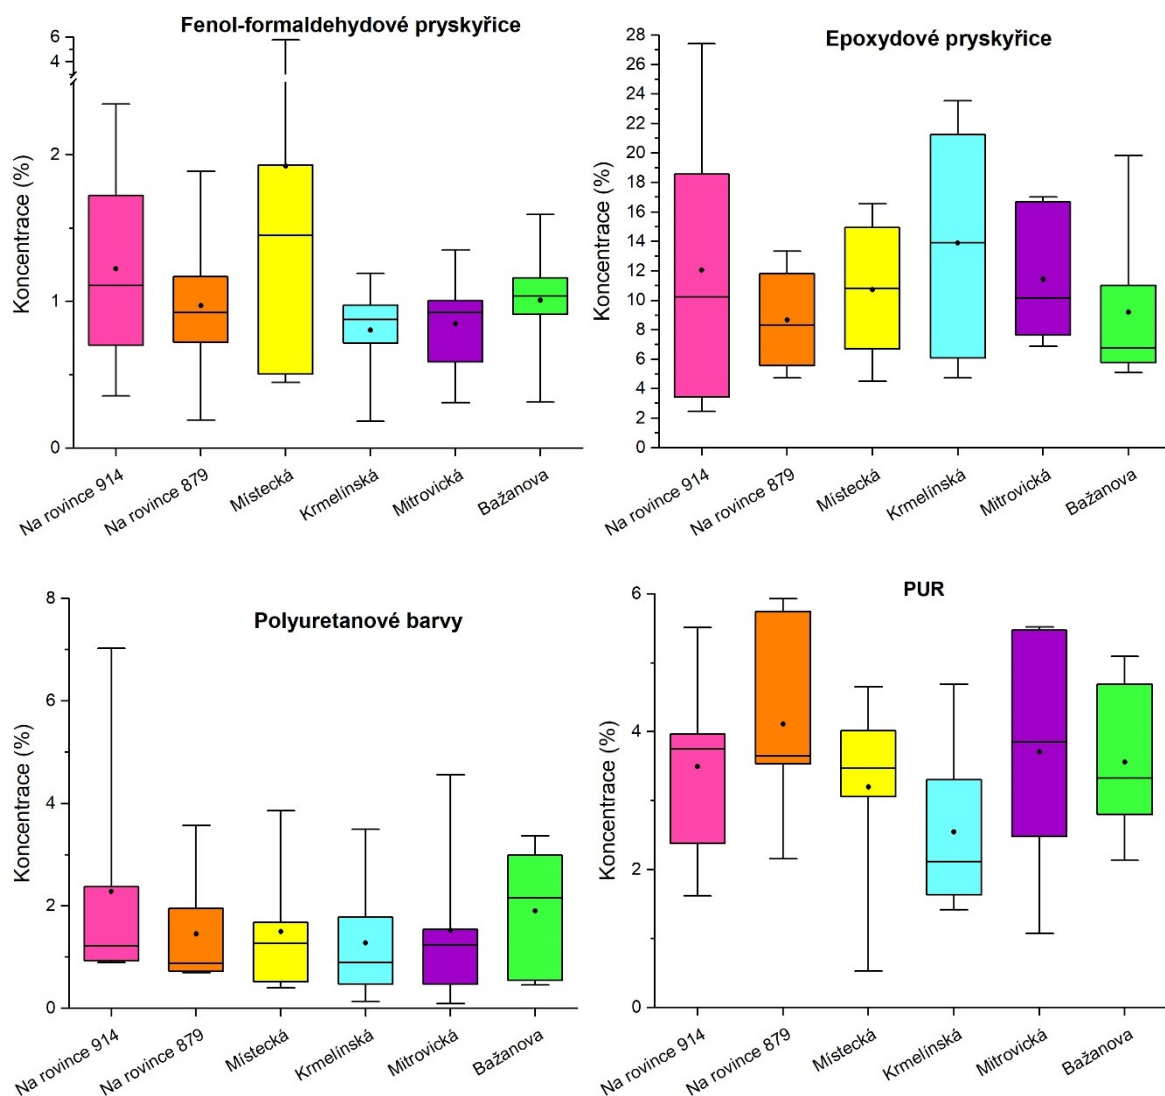 Fenol-formaldehydové pryskyřice
Koncentrace (%)
6
4
2
1
0
Na rovince 914
Na rovince 879
Místecká
Krmelínská
Mitrovická
Bažanova
Epoxydové pryskyřice
Koncentrace (%)
28
26
24
22
20
18
16
14
12
10
8
6
4
2
0
Na rovince 914
Na rovince 879
Místecká
Krmelínská
Mitrovická
Bažanova
Polyuretanové barvy
Koncentrace (%)
8
6
4
2
0
Na rovince 914
Na rovince 879
Místecká
Krmelínská
Mitrovická
Bažanova
PUR
Koncentrace (%)
6
4
2
0
Na rovince 914
Na rovince 879
Místecká
Krmelínská
Mitrovická
Bažanova